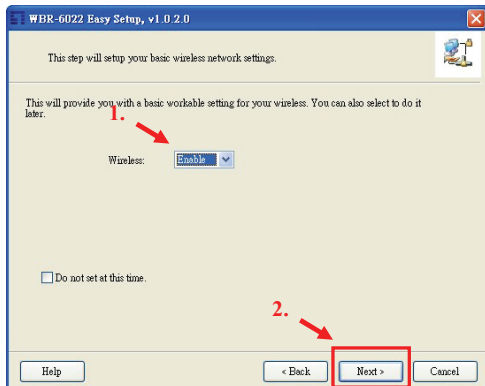 WBR-6022 Easy Setup, v1.0.2.0
This step will setup your basic wireless network settings.
This will provide you with a basic workable setting for your wireless. You can also select to do it
later.
1.
Wireless: Enable
Do not set at this time.
2.
Help < Back Next > Cancel